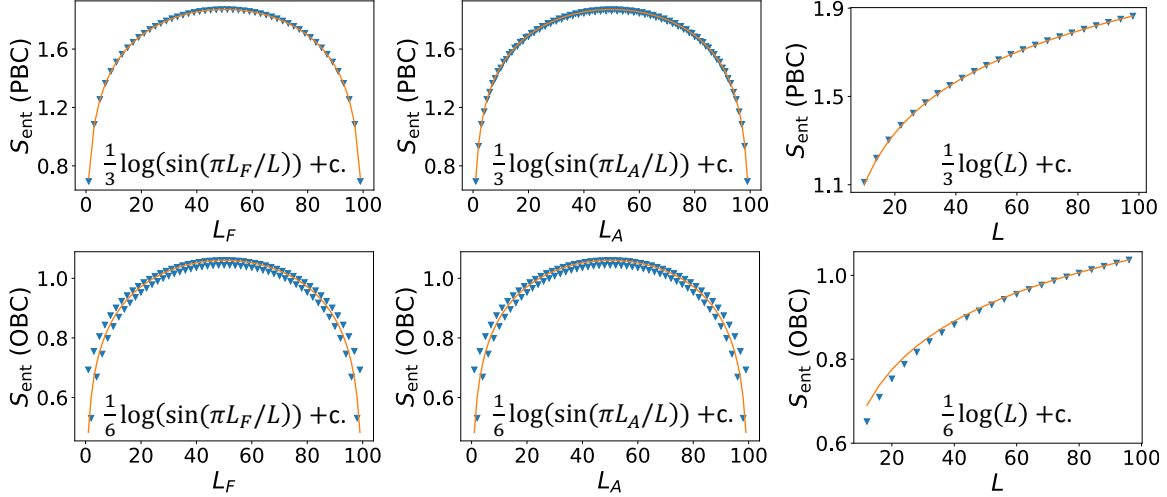 S_ent (PBC)
1.6
1.2
0.8
1/3 log(sin(πL_F/L)) +c.
0 20 40 60 80 100
L_F
S_ent (PBC)
1.6
1.2
0.8
1/3 log(sin(πL_A/L)) +c.
0 20 40 60 80 100
L_A
S_ent (PBC)
1.9
1.5
1.1
1/3 log(L) +c.
20 40 60 80 100
L
S_ent (OBC)
1.0
0.8
0.6
1/6 log(sin(πL_F/L)) +c.
0 20 40 60 80 100
L_F
S_ent (OBC)
1.0
0.8
0.6
1/6 log(sin(πL_A/L)) +c.
0 20 40 60 80 100
L_A
S_ent (OBC)
1.0
0.8
0.6
1/6 log(L) +c.
20 40 60 80 100
L